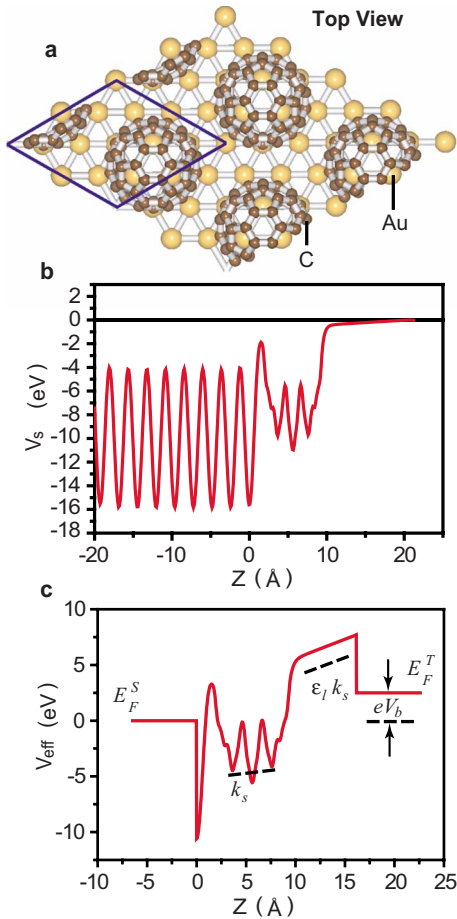 Top View
a
Au
C
b
2
0
-2
-4
-6
-8
-10
-12
-14
-16
-18
V_s (eV)
-20 -10 0 10 20
Z (Å)
c
10
5
0
-5
-10
V_eff (eV)
E_F^S
k_s
ε_l k_s
E_F^T
eV_b
-10 -5 0 5 10 15 20 25
Z (Å)